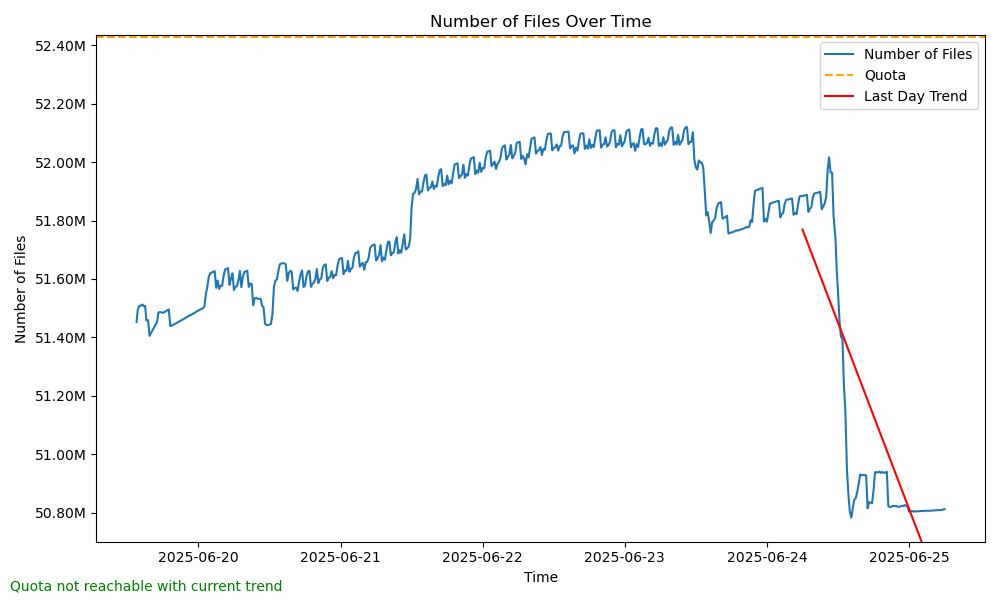 Number of Files Over Time
Number of Files
Quota
Last Day Trend
52.40M
52.20M
52.00M
51.80M
51.60M
51.40M
51.20M
51.00M
50.80M
Number of Files
2025-06-20
2025-06-21
2025-06-22
2025-06-23
2025-06-24
2025-06-25
Time
Quota not reachable with current trend